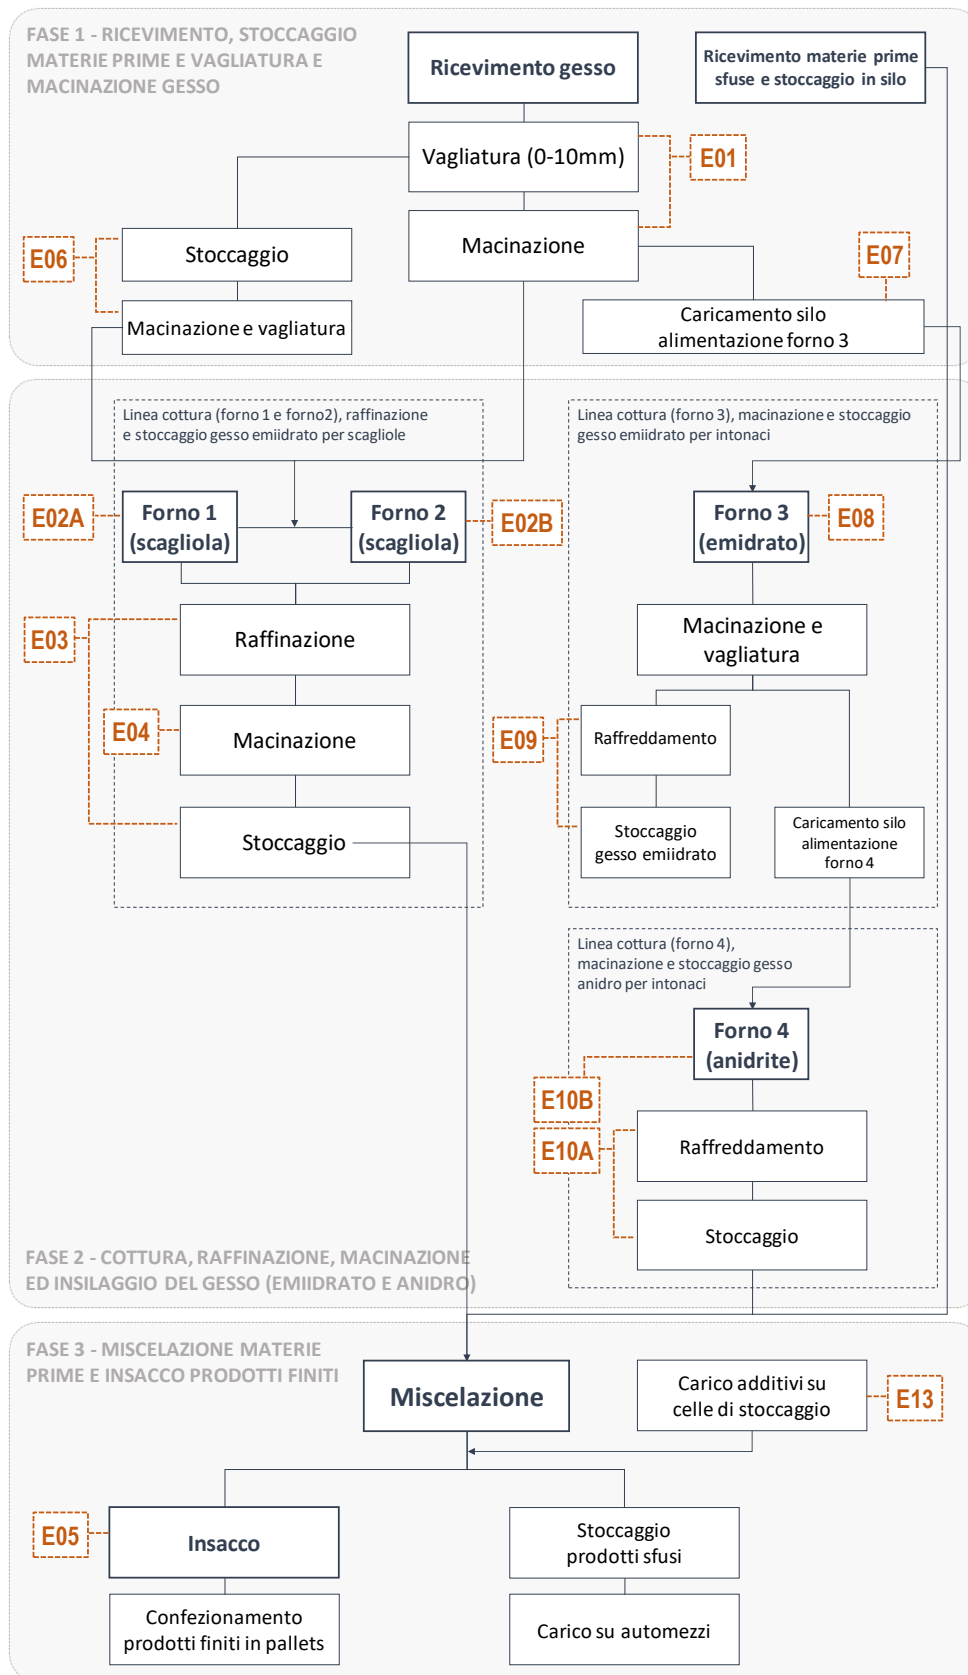 FASE 1 - RICEVIMENTO, STOCCAGGIO
MATERIE PRIME E VAGLIATURA E
MACINAZIONE GESSO
Ricevimento gesso
Ricevimento materie prime
sfuse e stoccaggio in silo
Vagliatura (0-10mm)
E01
Macinazione
Stoccaggio
E06
E07
Macinazione e vagliatura
Caricamento silo
alimentazione forno 3
Linea cottura (forno 1 e forno2), raffinazione
e stoccaggio gesso emiidrato per scagliole
Linea cottura (forno 3), macinazione e stoccaggio
gesso emiidrato per intonaci
E02A
Forno 1
(scagliola)
Forno 2
(scagliola)
E02B
Forno 3
(emidrato)
E08
E03
Raffinazione
Macinazione e
vagliatura
E04
Macinazione
E09
Raffreddamento
Stoccaggio
Stoccaggio
gesso emiidrato
Caricamento silo
alimentazione
forno 4
Linea cottura (forno 4),
macinazione e stoccaggio gesso
anidro per intonaci
Forno 4
(anidrite)
E10B
E10A
Raffreddamento
Stoccaggio
FASE 2 - COTTURA, RAFFINAZIONE, MACINAZIONE
ED INSILAGGIO DEL GESSO (EMIIDRATO E ANIDRO)
FASE 3 - MISCELAZIONE MATERIE
PRIME E INSACCO PRODOTTI FINITI
Miscelazione
Carico additivi su
celle di stoccaggio
E13
E05
Insacco
Stoccaggio
prodotti sfusi
Confezionamento
prodotti finiti in pallets
Carico su automezzi